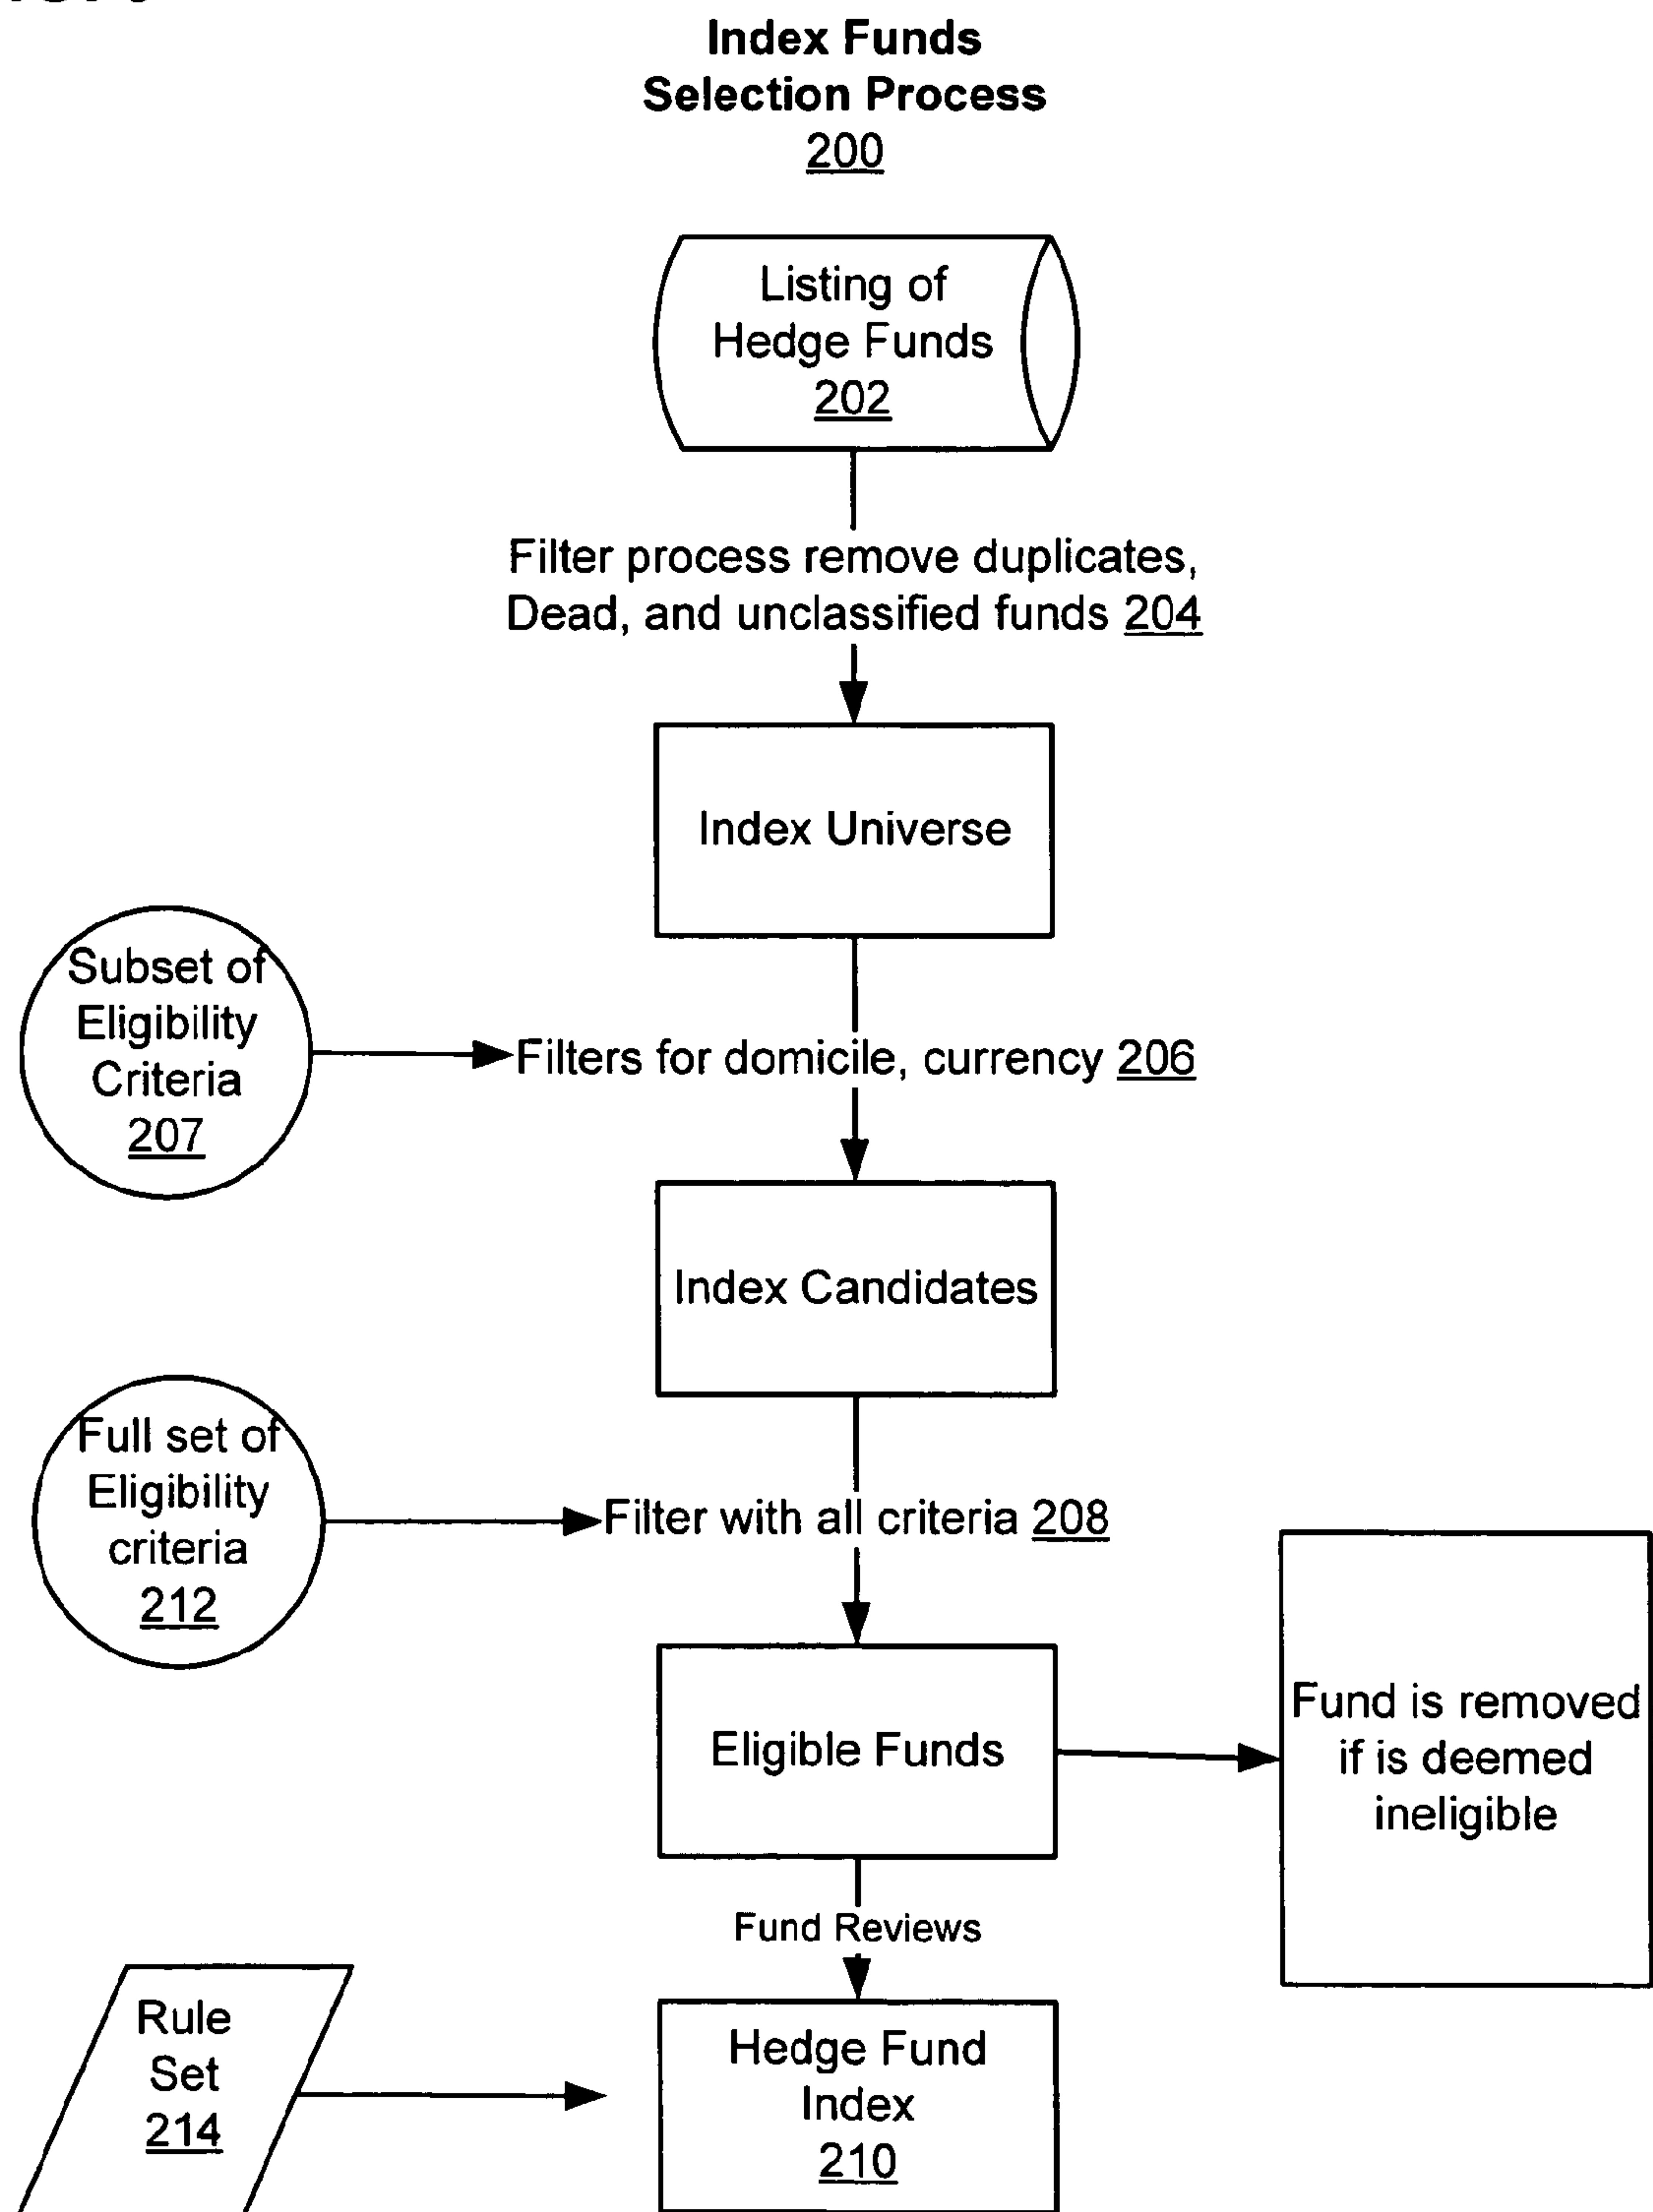 Index Funds
Selection Process
200
Listing of
Hedge Funds
202
Filter process remove duplicates,
Dead, and unclassified funds 204
Index Universe
Subset of
Eligibility
Criteria
207
Filters for domicile, currency 206
Index Candidates
Full set of
Eligibility
criteria
212
Filter with all criteria 208
Eligible Funds
Fund is removed
if is deemed
ineligible
Fund Reviews
Rule
Set
214
Hedge Fund
Index
210